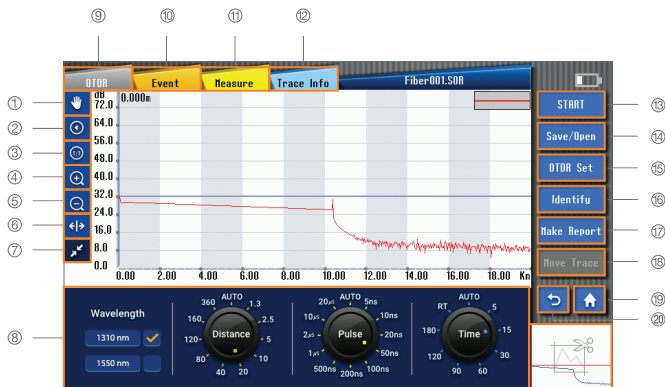 ⑨ ⑩ ⑪ ⑫
OTDR Event Measure Trace Info Fiber001.SOR
① dB 0.000m START ⑬
72.0
② 64.0 Save/Open ⑭
③ 56.0 1:1 OTDR Set ⑮
④ 48.0
40.0 Identify ⑯
⑤ 32.0
⑥ 24.0 Make Report ⑰
16.0
⑦ 8.0 Move Trace ⑱
0.0
0.00 2.00 4.00 6.00 8.00 10.00 12.00 14.00 16.00 18.00 Km
⑲
⑳
⑧ Wavelength
1310 nm
1550 nm
Distance
AUTO 1.3 2.5 5 10 20 40 80 120 160 360
Pulse
AUTO 5ns 10ns 20ns 50ns 100ns 200ns 500ns 1μs 2μs 10μs 20μs
Time
AUTO 5 15 30 60 90 120 180 RT